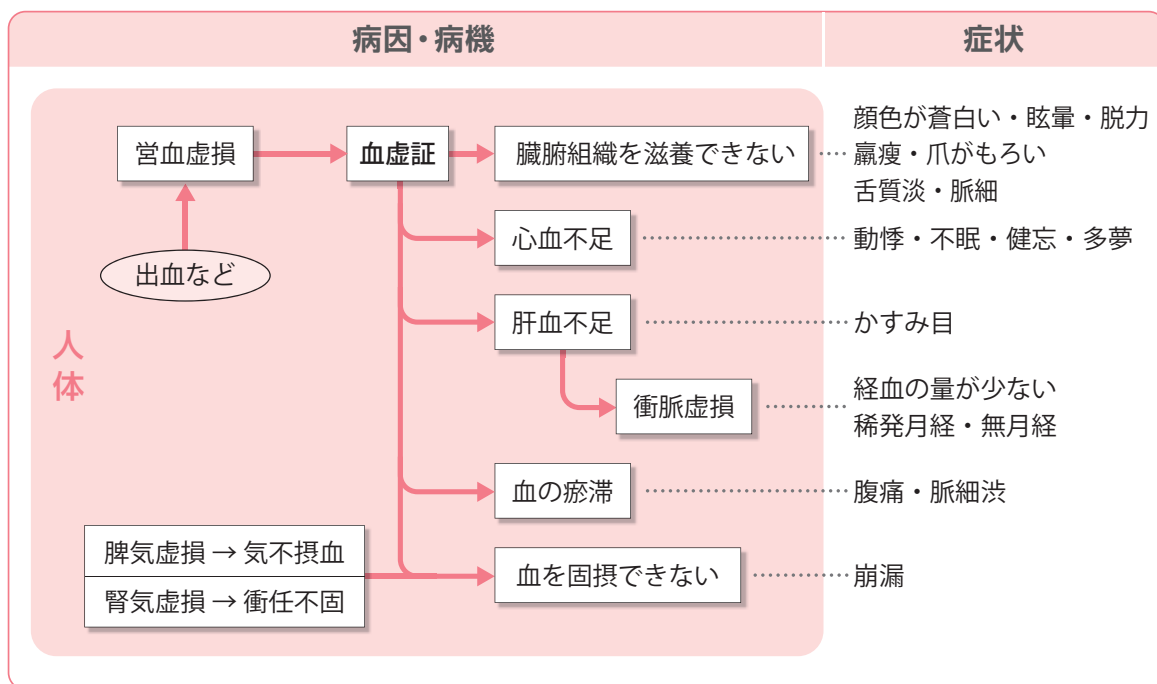 病因・病機
症状
営血虚損
血虚証
臓腑組織を滋養できない
顔色が蒼白い・眩暈・脱力
羸瘦・爪がもろい
舌質淡・脈細
心血不足
動悸・不眠・健忘・多夢
出血など
肝血不足
かすみ目
人体
衝脈虚損
経血の量が少ない
稀発月経・無月経
血の瘀滞
腹痛・脈細渋
脾気虚損 → 気不摂血
腎気虚損 → 衝任不固
血を固摂できない
崩漏